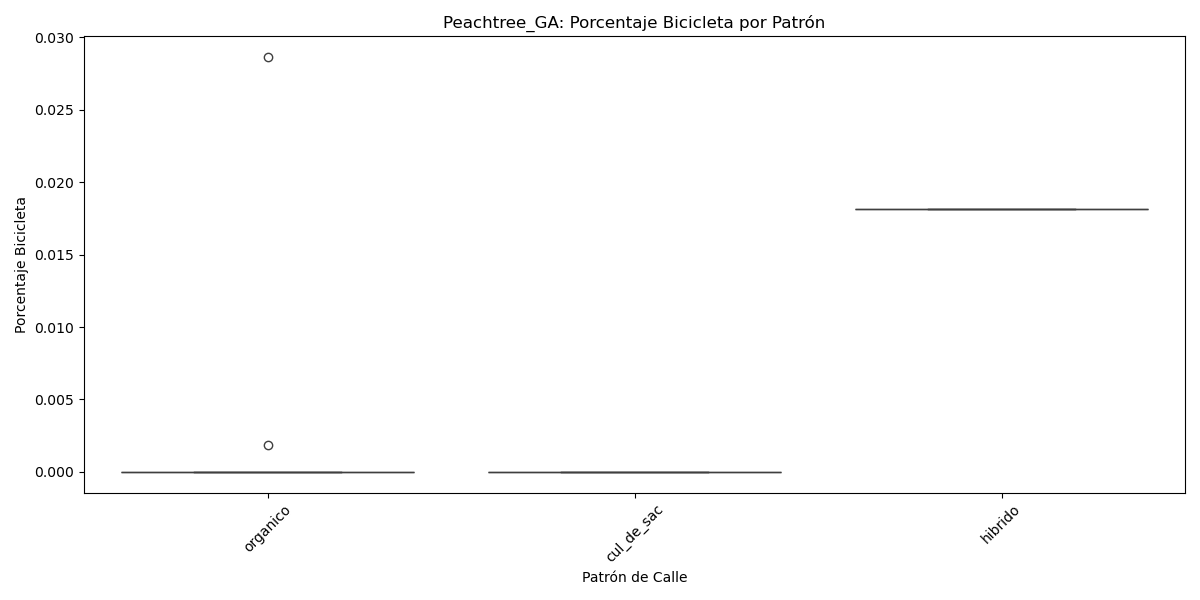 Peachtree_GA: Porcentaje Bicicleta por Patrón
Porcentaje Bicicleta
0.030
0.025
0.020
0.015
0.010
0.005
0.000
organico
cul_de_sac
hibrido
Patrón de Calle